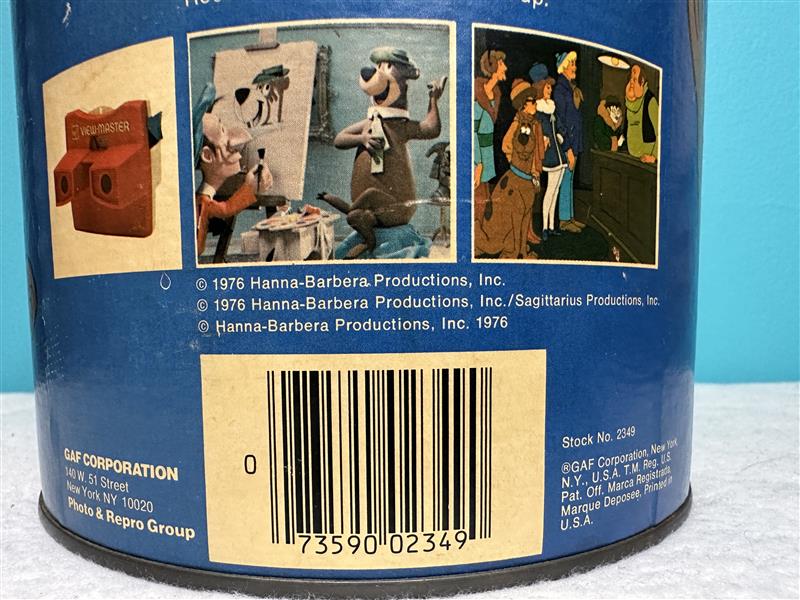 VIEW-MASTER
© 1976 Hanna-Barbera Productions, Inc.
© 1976 Hanna-Barbera Productions, Inc./Sagittarius Productions, Inc.
© Hanna-Barbera Productions, Inc. 1976
GAF CORPORATION
140 W. 51 Street
New York NY 10020
Photo & Repro Group
0
73590 02349
Stock No. 2349
®GAF Corporation, New York,
N.Y., U.S.A. T.M. Reg. U.S.
Pat. Off, Marca Registrada,
Marque Deposee, Printed in
U.S.A.